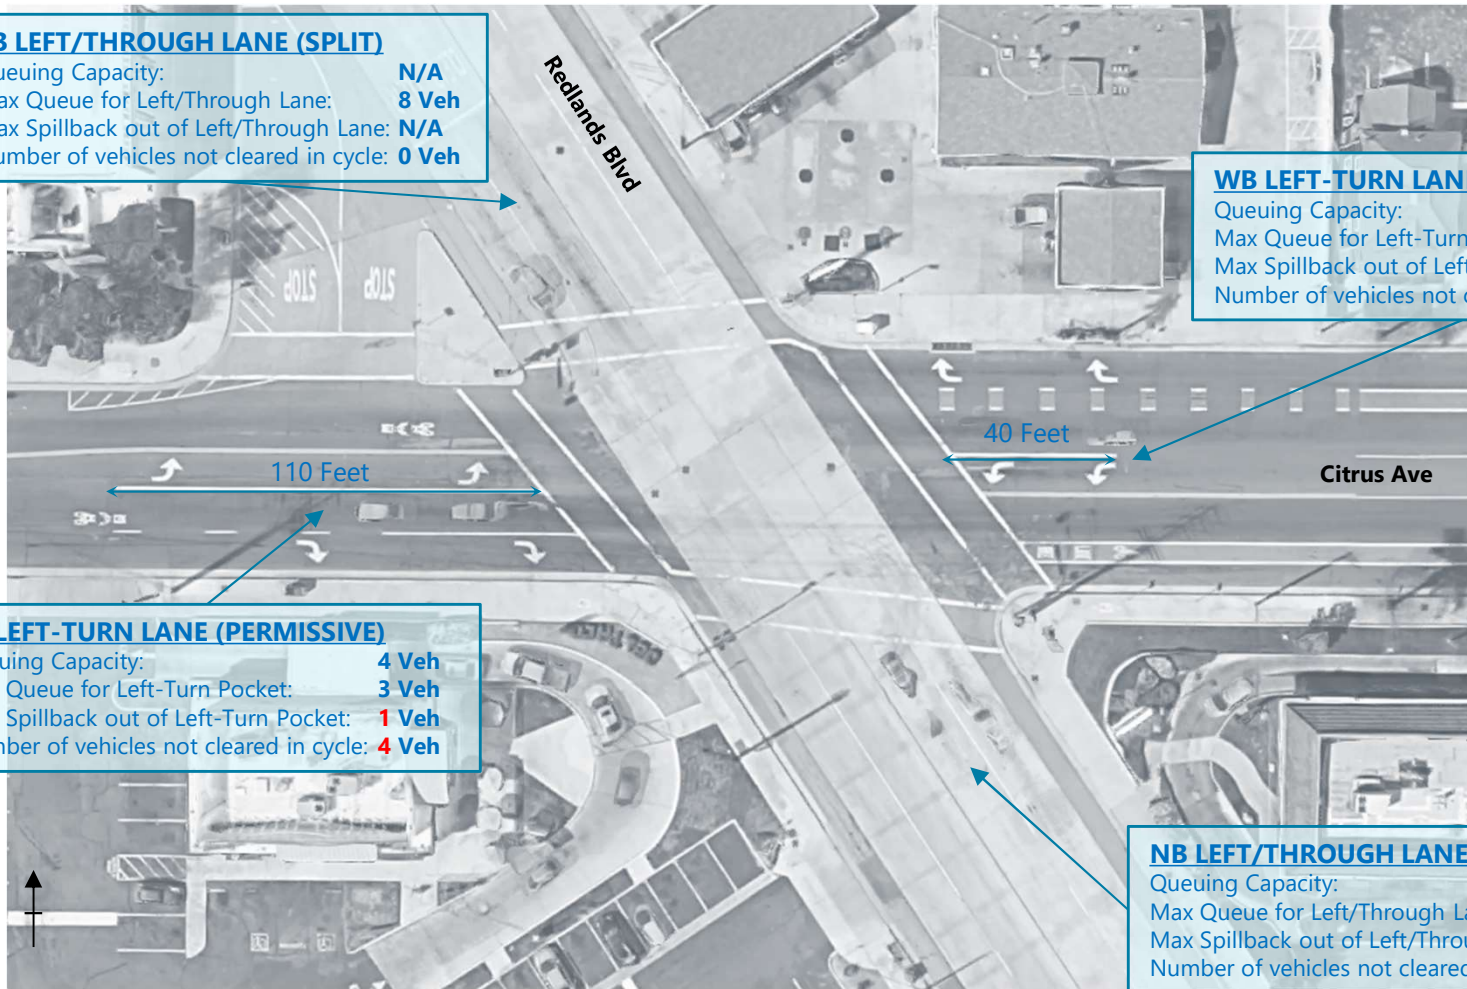 B LEFT/THROUGH LANE (SPLIT)
ueuing Capacity: N/A
ax Queue for Left/Through Lane: 8 Veh
ax Spillback out of Left/Through Lane: N/A
umber of vehicles not cleared in cycle: 0 Veh
Redlands Blvd
WB LEFT-TURN LAN
Queuing Capacity:
Max Queue for Left-Turn
Max Spillback out of Left
Number of vehicles not c
STOP
STOP
40 Feet
110 Feet
Citrus Ave
LEFT-TURN LANE (PERMISSIVE)
uing Capacity: 4 Veh
Queue for Left-Turn Pocket: 3 Veh
Spillback out of Left-Turn Pocket: 1 Veh
mber of vehicles not cleared in cycle: 4 Veh
NB LEFT/THROUGH LANE
Queuing Capacity:
Max Queue for Left/Through La
Max Spillback out of Left/Throu
Number of vehicles not cleared